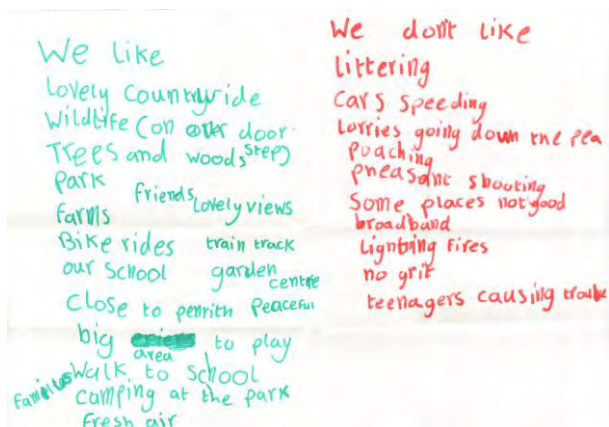 We like
Lovely Countryside
Wildlife (on our door
Trees and woods step)
park friends Lovely views
farms
Bike rides train track
our school garden centre
Close to penrith Peaceful
big area to play
Walk to school
families
camping at the park
Fresh air
We don't like
Littering
Cars speeding
Lorries going down the
Poaching
pheasant shooting
Some places not good
broadband
Lightning fires
no grit
teenagers causing trouble